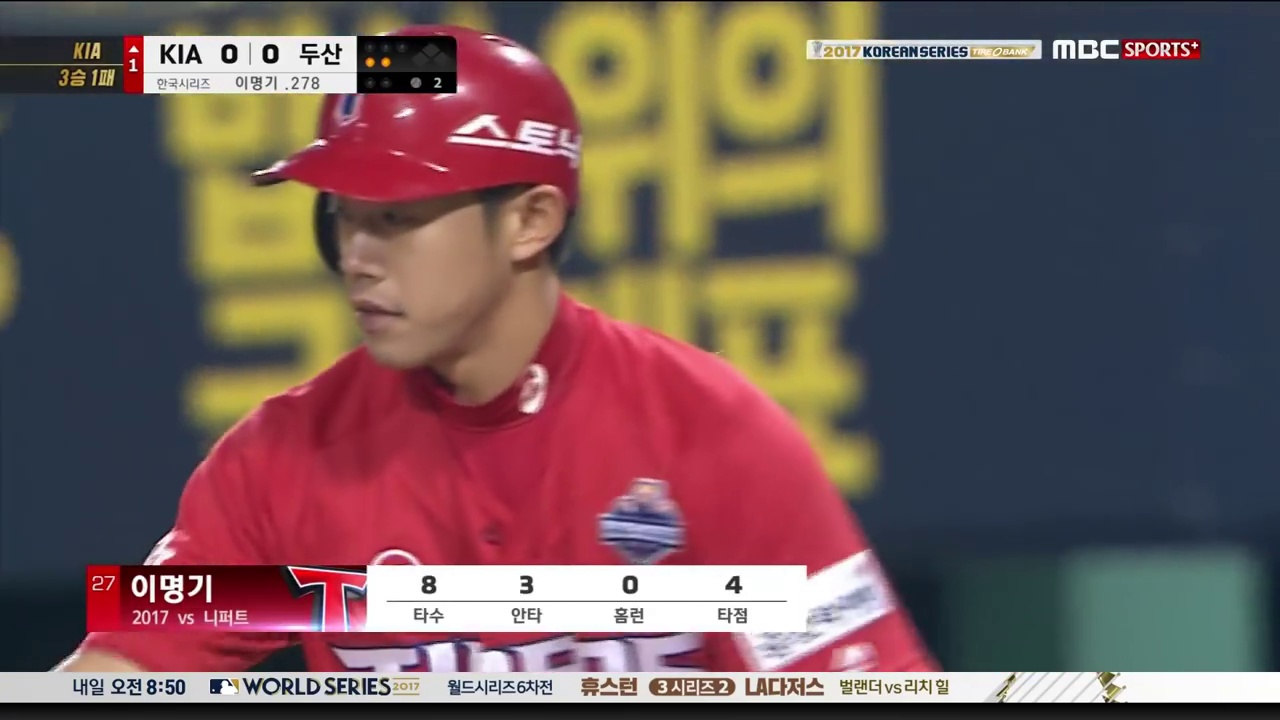 KIA
3승 1패
1
KIA 0 0 두산
한국시리즈 이명기 .278
2
2017 KOREAN SERIES TIRE BANK
MBC SPORTS+
스토니
27 이명기
2017 vs 니퍼트
T
8 3 0 4
타수 안타 홈런 타점
TIGERS
내일 오전 8:50 WORLD SERIES 2017 월드시리즈 6차전 휴스턴 3 시리즈 2 LA다저스 벌랜더 vs 리치 힐